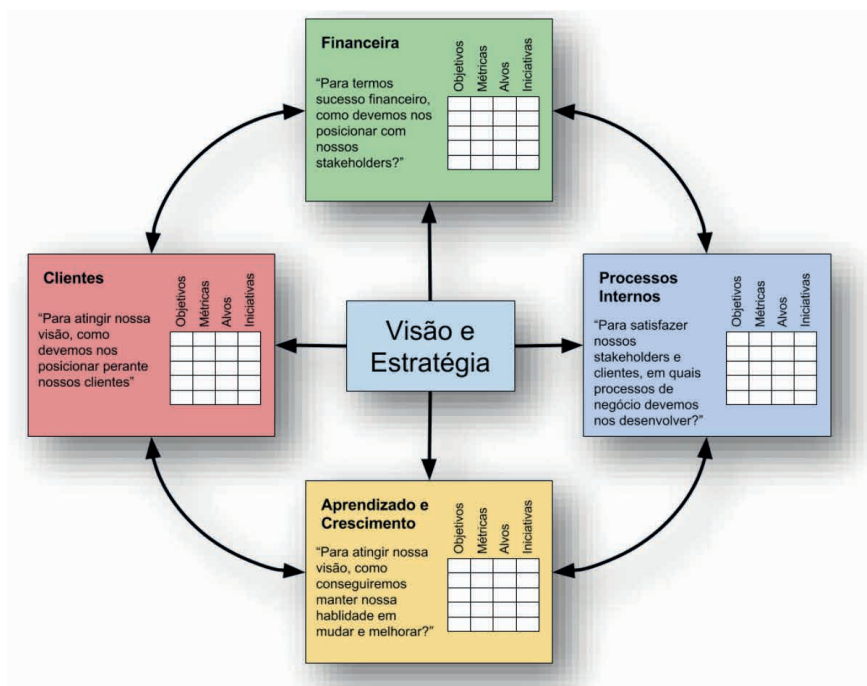 Financeira
“Para termos
sucesso financeiro,
como devemos nos
posicionar com
nossos
stakeholders?”
Objetivos
Métricas
Alvos
Iniciativas
Clientes
“Para atingir nossa
visão, como
devemos nos
posicionar perante
nossos clientes”
Objetivos
Métricas
Alvos
Iniciativas
Visão e
Estratégia
Processos
Internos
“Para satisfazer
nossos
stakeholders e
clientes, em quais
processos de
negócio devemos
nos desenvolver?”
Objetivos
Métricas
Alvos
Iniciativas
Aprendizado e
Crescimento
“Para atingir nossa
visão, como
conseguiremos
manter nossa
hablidade em
mudar e melhorar?”
Objetivos
Métricas
Alvos
Iniciativas